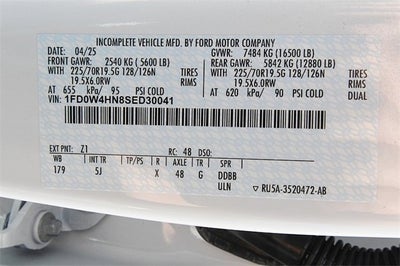 INCOMPLETE VEHICLE MFD. BY FORD MOTOR COMPANY
DATE: 04/25 GVWR: 7484 KG (16500 LB)
FRONT GAWR: 2540 KG ( 5600 LB) REAR GAWR: 5842 KG (12880 LB)
WITH WITH
225/70R19.5G 128/126N TIRES 225/70R19.5G 128/126N TIRES
19.5X6.0RW RIMS 19.5X6.0RW RIMS
AT 655 kPa/ 95 PSI COLD AT 620 kPa/ 90 PSI COLD
VIN: 1FD0W4HN8SED30041
EXT PNT: Z1 RC: 48 DSO:
WB INT TR TP/PS R AXLE TR SPR
179 5J X 48 G DDBB
ULN ▽ RU5A-3520472-AB